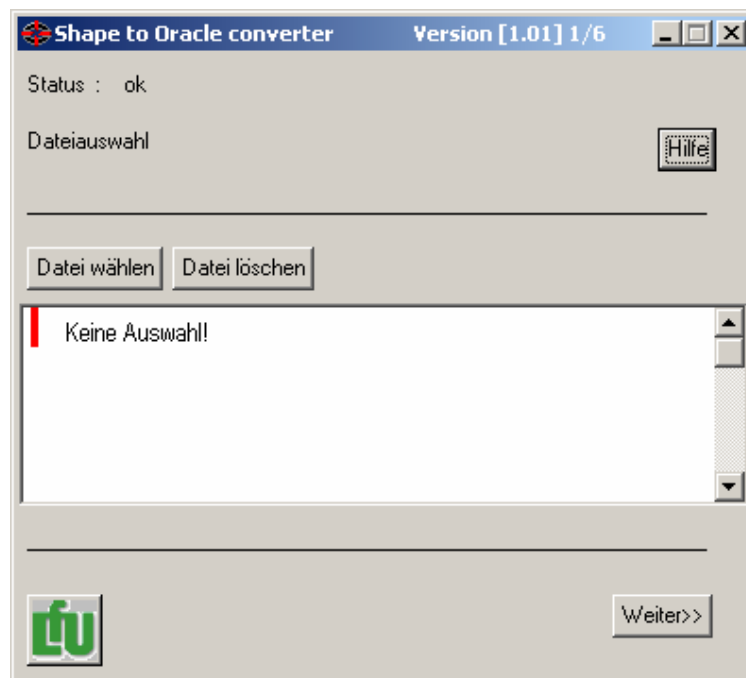 Shape to Oracle converter Version [1.01] 1/6
Status : ok
Dateiauswahl
Hilfe
Datei wählen Datei löschen
Keine Auswahl!
LfU
Weiter>>